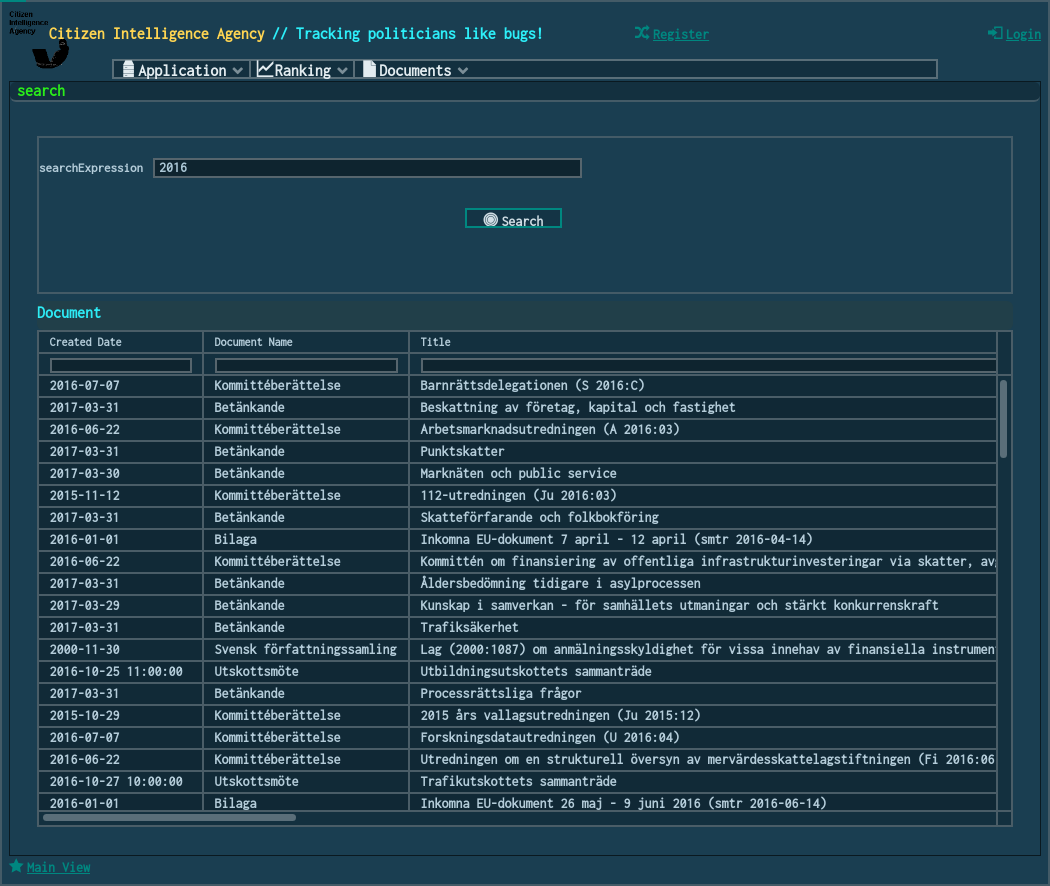 Citizen
Intelligence
Agency
Citizen Intelligence Agency // Tracking politicians like bugs!
Register
Login
Application Ranking Documents
search
searchExpression 2016
Search
Document
Created Date Document Name Title
2016-07-07 Kommittéberättelse Barnrättsdelegationen (S 2016:C)
2017-03-31 Betänkande Beskattning av företag, kapital och fastighet
2016-06-22 Kommittéberättelse Arbetsmarknadsutredningen (A 2016:03)
2017-03-31 Betänkande Punktskatter
2017-03-30 Betänkande Marknäten och public service
2015-11-12 Kommittéberättelse 112-utredningen (Ju 2016:03)
2017-03-31 Betänkande Skatteförfarande och folkbokföring
2016-01-01 Bilaga Inkomna EU-dokument 7 april - 12 april (smtr 2016-04-14)
2016-06-22 Kommittéberättelse Kommittén om finansiering av offentliga infrastrukturinvesteringar via skatter, av
2017-03-31 Betänkande Åldersbedömning tidigare i asylprocessen
2017-03-29 Betänkande Kunskap i samverkan - för samhällets utmaningar och stärkt konkurrenskraft
2017-03-31 Betänkande Trafiksäkerhet
2000-11-30 Svensk författningssamling Lag (2000:1087) om anmälningsskyldighet för vissa innehav av finansiella instrument
2016-10-25 11:00:00 Utskottsmöte Utbildningsutskottets sammanträde
2017-03-31 Betänkande Processrättsliga frågor
2015-10-29 Kommittéberättelse 2015 års vallagsutredningen (Ju 2015:12)
2016-07-07 Kommittéberättelse Forskningsdatautredningen (U 2016:04)
2016-06-22 Kommittéberättelse Utredningen om en strukturell översyn av mervärdesskattelagstiftningen (Fi 2016:06
2016-10-27 10:00:00 Utskottsmöte Trafikutskottets sammanträde
2016-01-01 Bilaga Inkomna EU-dokument 26 maj - 9 juni 2016 (smtr 2016-06-14)
Main View